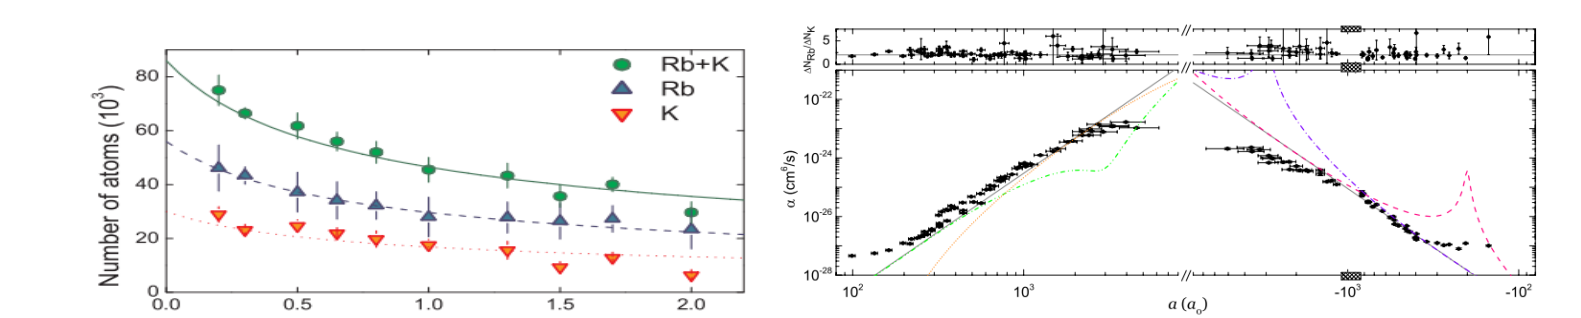 Number of atoms (10³)
80
60
40
20
0
0.0
0.5
1.0
1.5
2.0
Rb+K
Rb
K
ΔN_Rb/ΔN_K
5
0
α (cm⁶/s)
10⁻²²
10⁻²⁴
10⁻²⁶
10⁻²⁸
10²
10³
-10³
-10²
a (a₀)